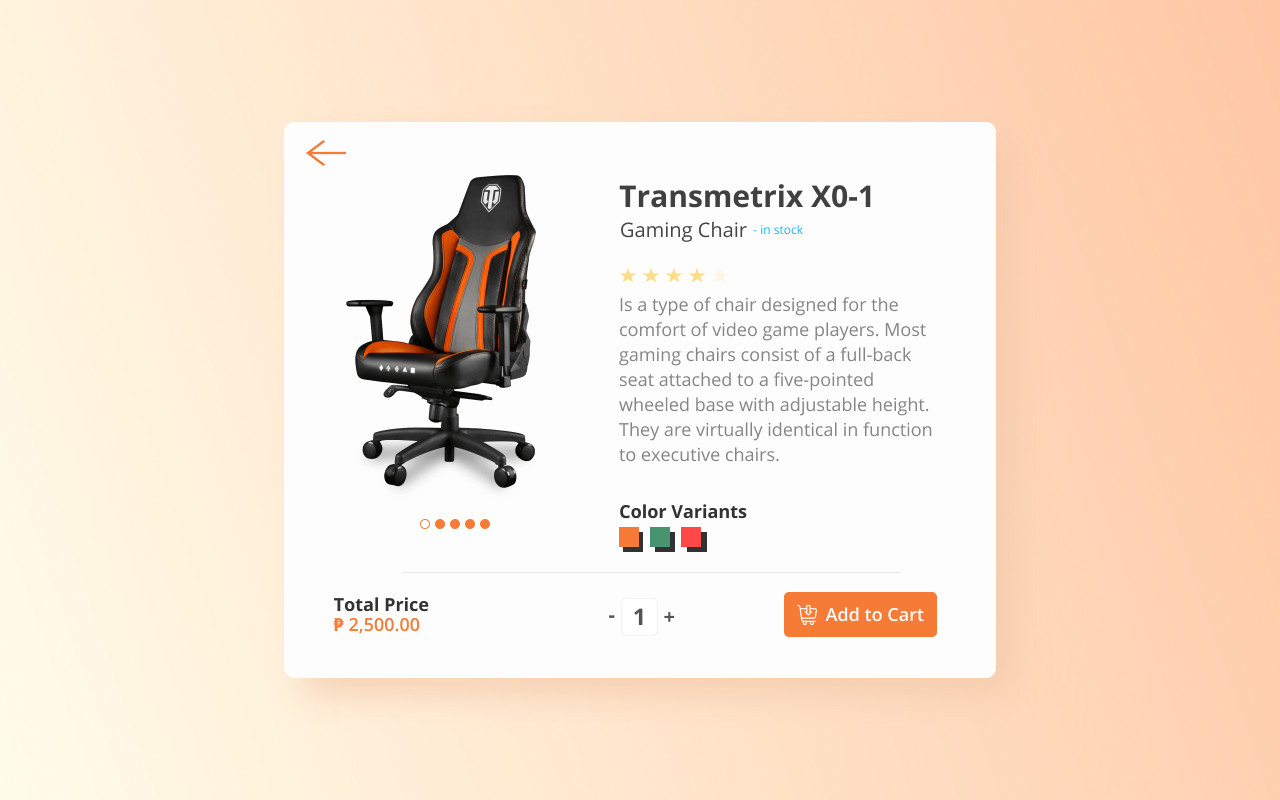 Transmetrix X0-1
Gaming Chair - in stock
Is a type of chair designed for the
comfort of video game players. Most
gaming chairs consist of a full-back
seat attached to a five-pointed
wheeled base with adjustable height.
They are virtually identical in function
to executive chairs.
Color Variants
Total Price
₱ 2,500.00
- 1 +
Add to Cart